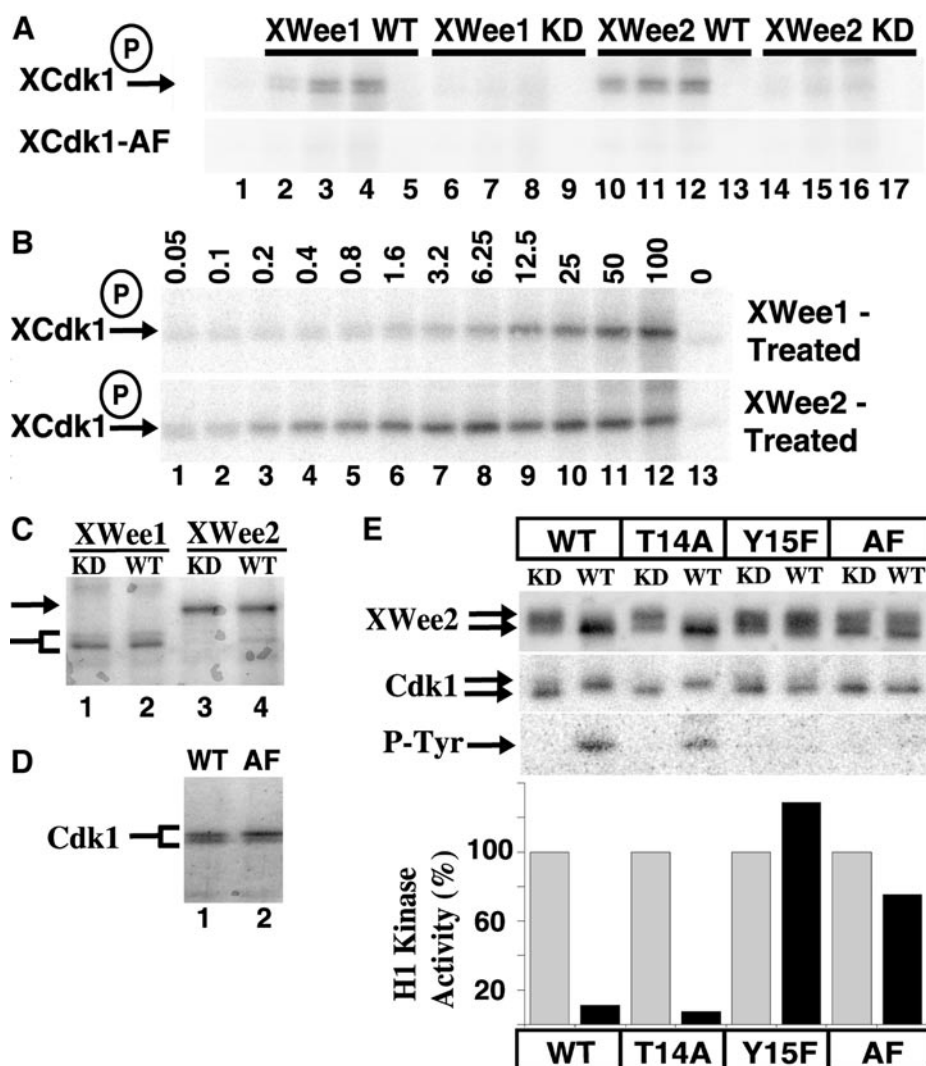 A
XWee1 WT XWee1 KD XWee2 WT XWee2 KD
P
XCdk1
XCdk1-AF
1 2 3 4 5 6 7 8 9 10 11 12 13 14 15 16 17
B
0.05 0.1 0.2 0.4 0.8 1.6 3.2 6.25 12.5 25 50 100 0
P
XCdk1
XWee1 -
Treated
P
XCdk1
XWee2 -
Treated
1 2 3 4 5 6 7 8 9 10 11 12 13
C
XWee1 XWee2
KD WT KD WT
1 2 3 4
D
WT AF
Cdk1
1 2
E
WT T14A Y15F AF
KD WT KD WT KD WT KD WT
XWee2
Cdk1
P-Tyr
H1 Kinase
Activity (%)
100
60
20
WT T14A Y15F AF